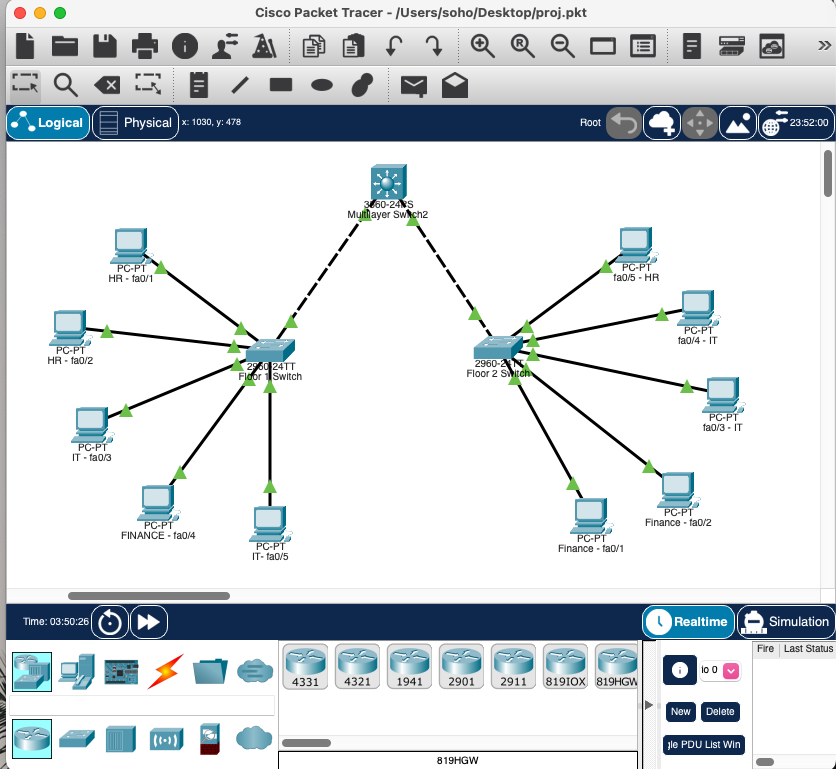 Cisco Packet Tracer - /Users/soho/Desktop/proj.pkt
Logical
Physical
x: 1030, y: 478
Root
23:52:00
3560-24PS
Multilayer Switch2
PC-PT
HR - fa0/1
PC-PT
fa0/5 - HR
PC-PT
HR - fa0/2
PC-PT
fa0/4 - IT
2960-24TT
Floor 1 Switch
2960-24TT
Floor 2 Switch
PC-PT
fa0/3 - IT
PC-PT
IT - fa0/3
PC-PT
FINANCE - fa0/4
PC-PT
Finance - fa0/2
PC-PT
IT- fa0/5
PC-PT
Finance - fa0/1
Time: 03:50:26
Realtime
Simulation
4331
4321
1941
2901
2911
819IOX
819HGW
io 0
New
Delete
PDU List Win
Fire
Last Status
819HGW